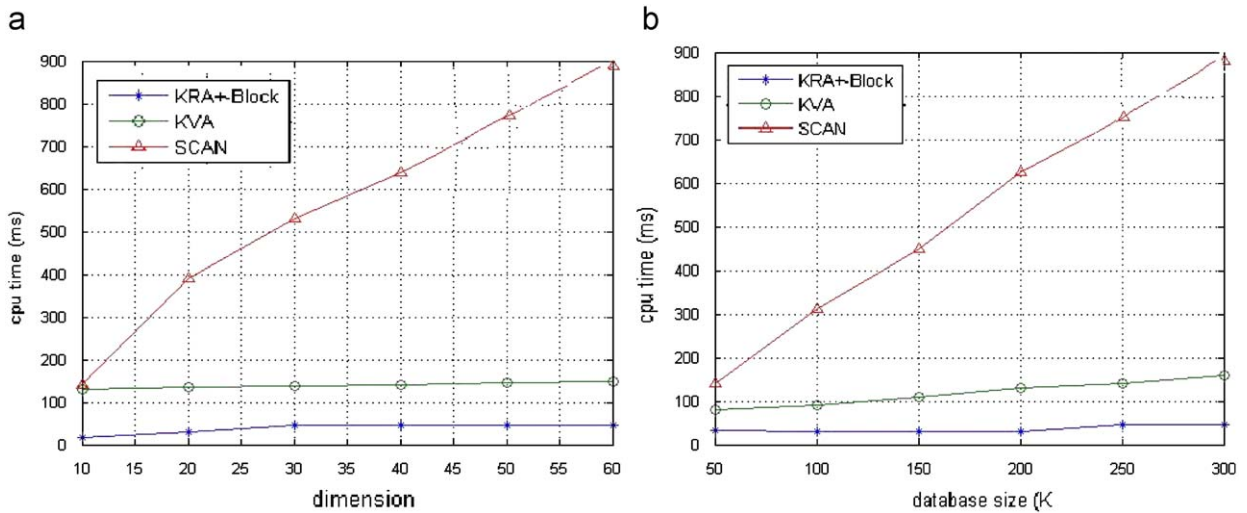 a
900
800
700
600
500
400
300
200
100
0
cpu time (ms)
KRA+-Block
KVA
SCAN
10 15 20 25 30 35 40 45 50 55 60
dimension
b
900
800
700
600
500
400
300
200
100
0
cpu time (ms)
KRA+-Block
KVA
SCAN
50 100 150 200 250 300
database size (K